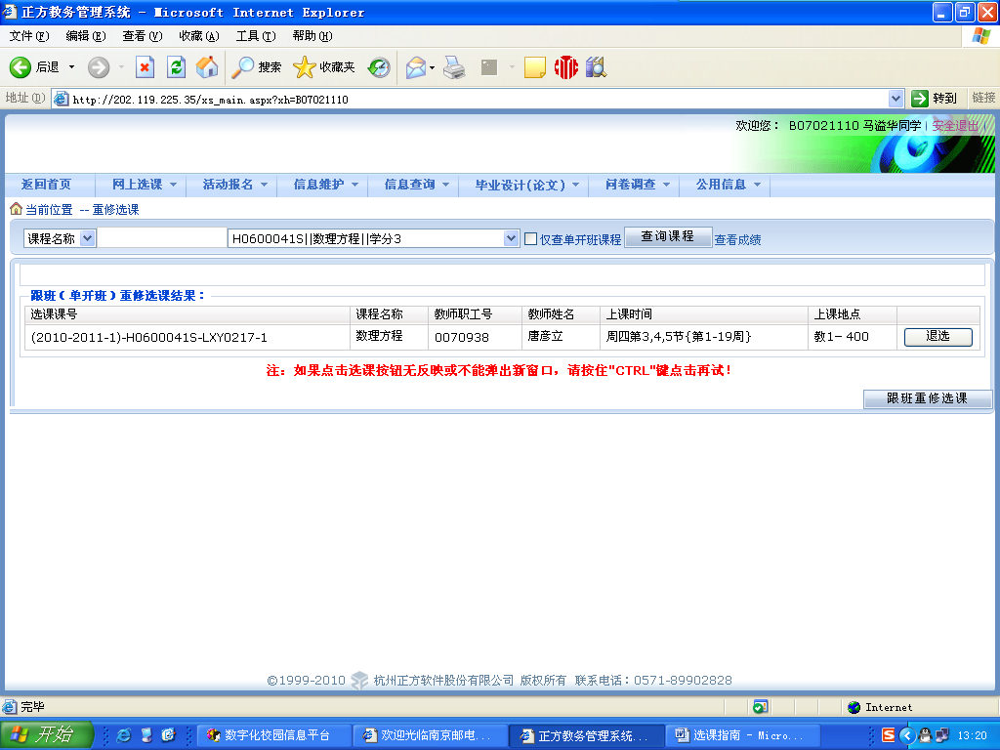 正方教务管理系统 - Microsoft Internet Explorer
文件(F) 编辑(E) 查看(V) 收藏(A) 工具(T) 帮助(H)
后退 搜索 收藏夹
地址(D) http://202.119.225.35/xs_main.aspx?xh=B07021110 转到 链接
欢迎您： B07021110 马溢华同学 安全退出
返回首页 网上选课 活动报名 信息维护 信息查询 毕业设计(论文) 问卷调查 公用信息
当前位置 -- 重修选课
课程名称 H0600041S||数理方程||学分3 仅查单开班课程 查询课程 查看成绩
跟班(单开班)重修选课结果：
选课课号 课程名称 教师职工号 教师姓名 上课时间 上课地点
(2010-2011-1)-H0600041S-LXY0217-1 数理方程 0070938 唐彦立 周四第3,4,5节{第1-19周} 教1－400 退选
注：如果点击选课按钮无反映或不能弹出新窗口，请按住"CTRL"键点击再试！
跟班重修选课
©1999-2010 杭州正方软件股份有限公司 版权所有 联系电话：0571-89902828
完毕 Internet
开始 数字化校园信息平台 欢迎光临南京邮电... 正方教务管理系统... 选课指南 - Micro... 13:20